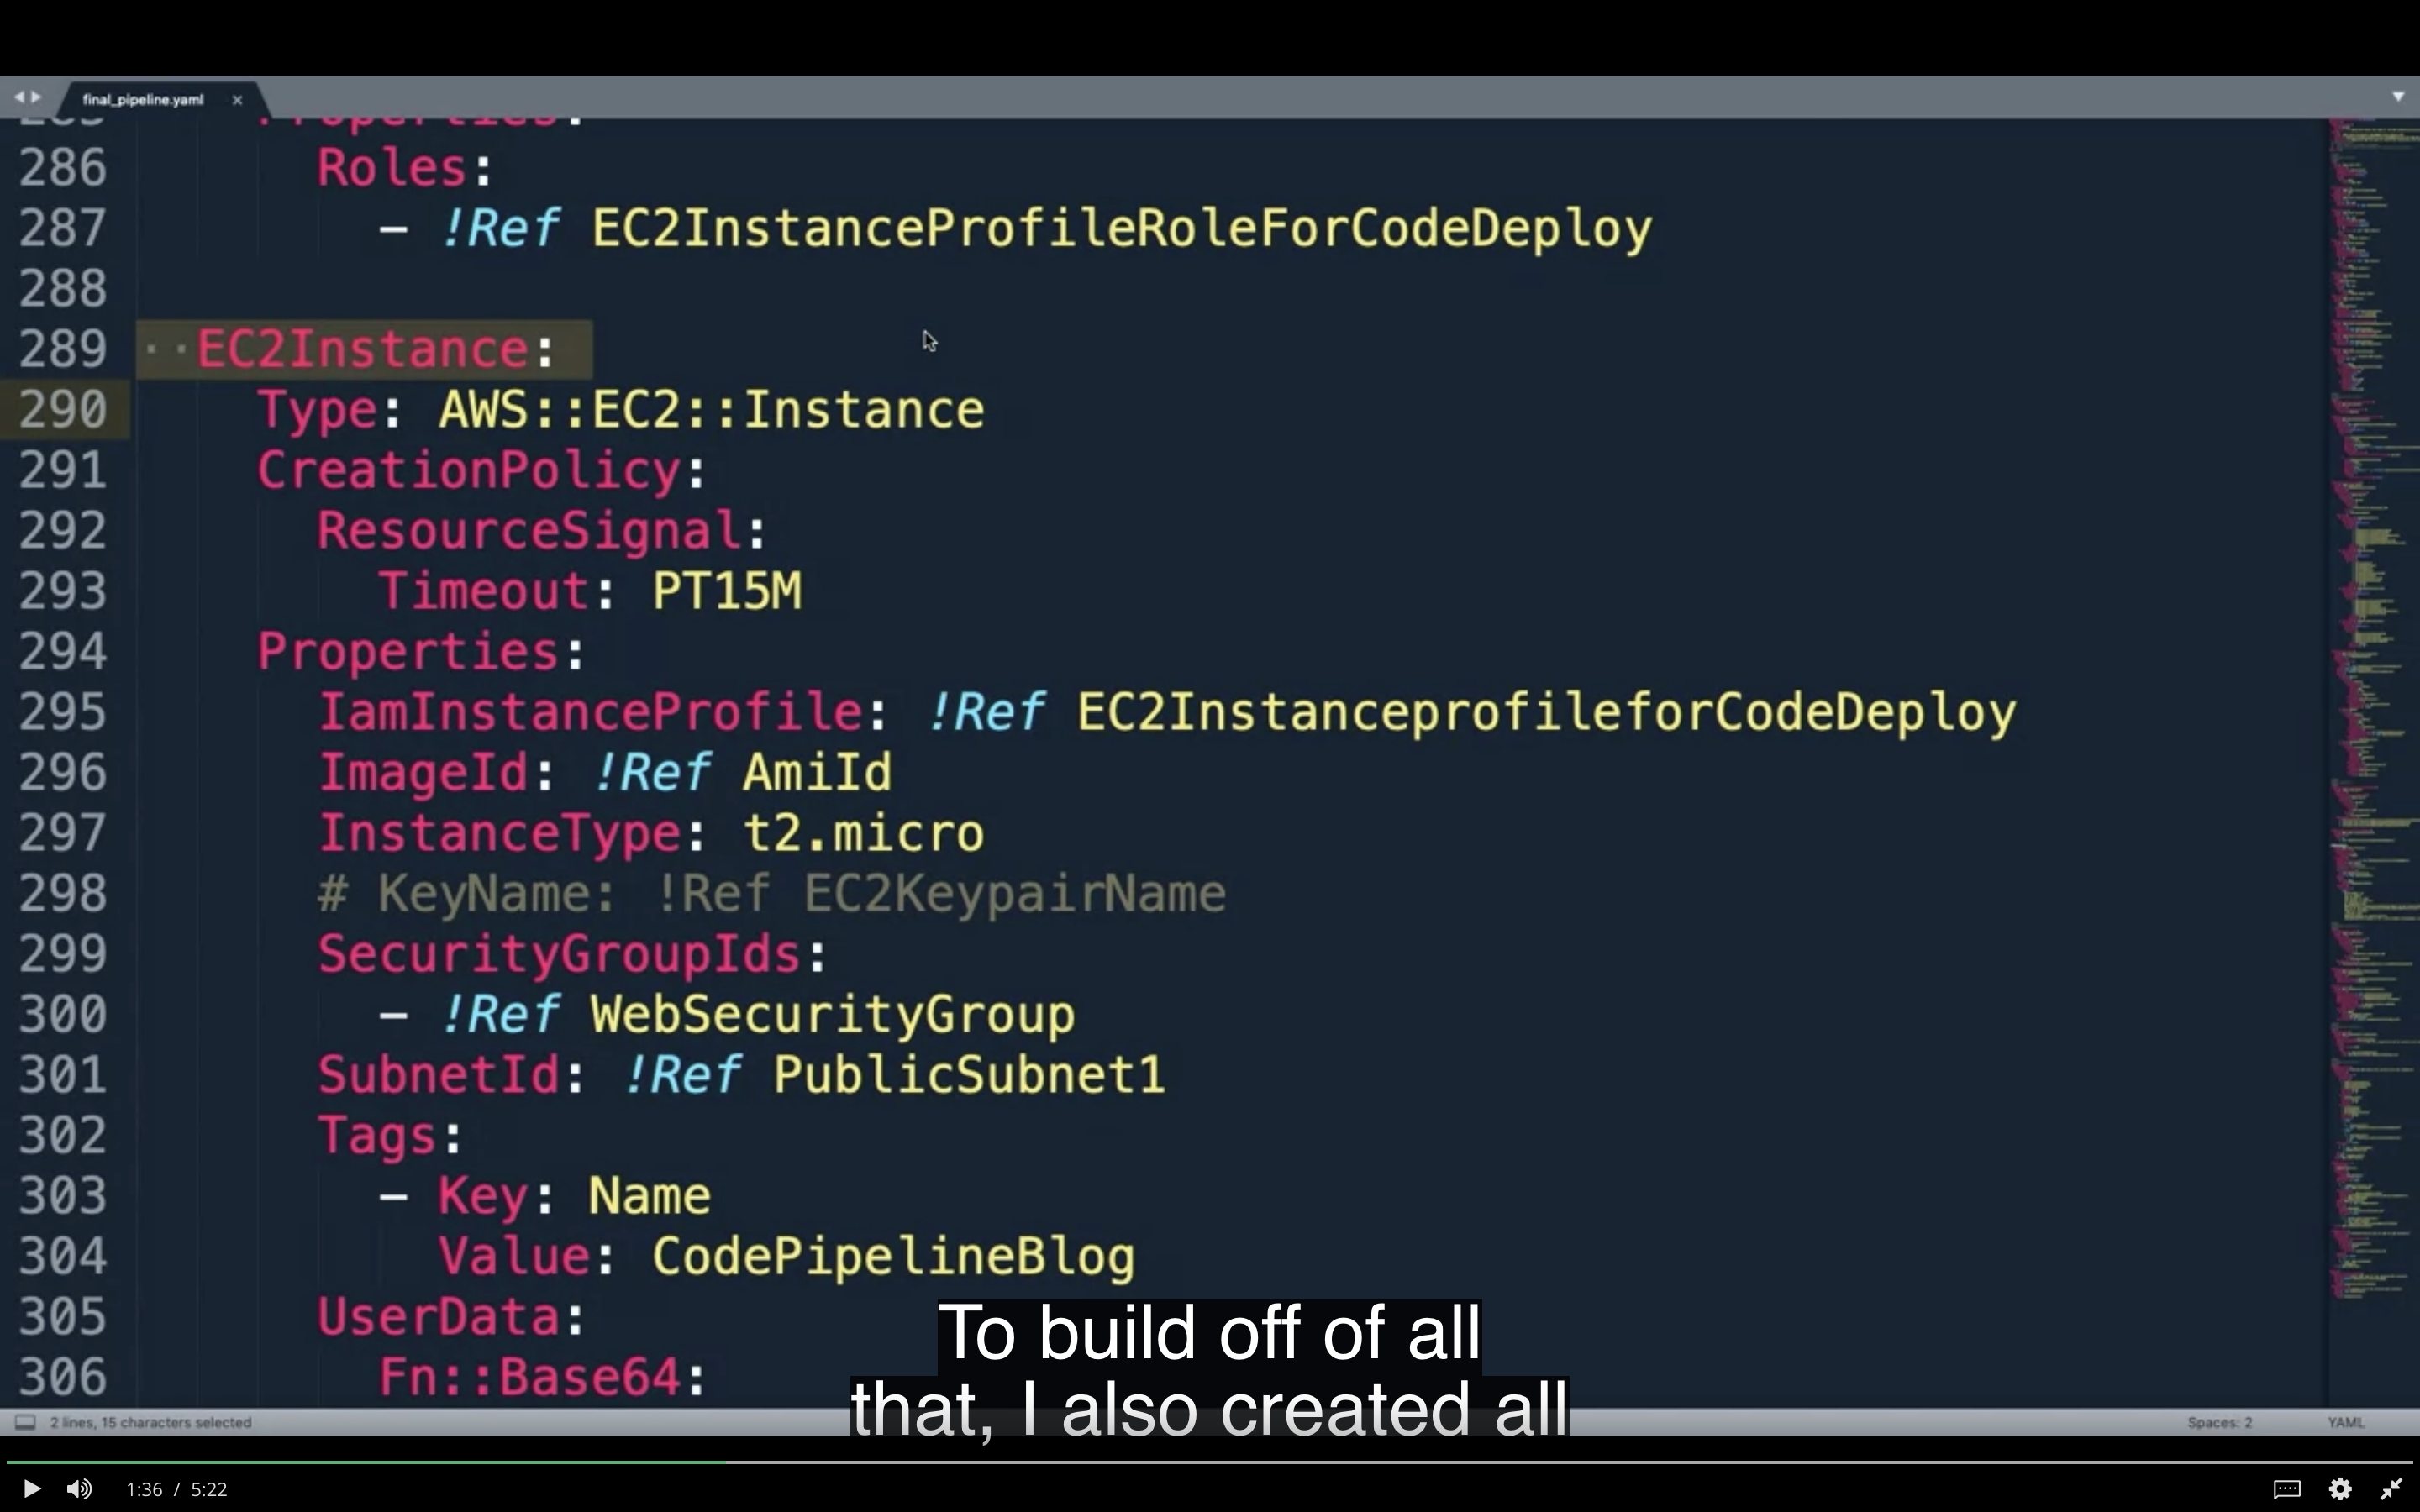 final_pipeline.yaml ×
285 Properties:
286 Roles:
287 - !Ref EC2InstanceProfileRoleForCodeDeploy
288
289 EC2Instance:
290 Type: AWS::EC2::Instance
291 CreationPolicy:
292 ResourceSignal:
293 Timeout: PT15M
294 Properties:
295 IamInstanceProfile: !Ref EC2InstanceprofileforCodeDeploy
296 ImageId: !Ref AmiId
297 InstanceType: t2.micro
298 # KeyName: !Ref EC2KeypairName
299 SecurityGroupIds:
300 - !Ref WebSecurityGroup
301 SubnetId: !Ref PublicSubnet1
302 Tags:
303 - Key: Name
304 Value: CodePipelineBlog
305 UserData:
306 Fn::Base64:
To build off of all
that, I also created all
2 lines, 15 characters selected
Spaces: 2
YAML
1:36 / 5:22